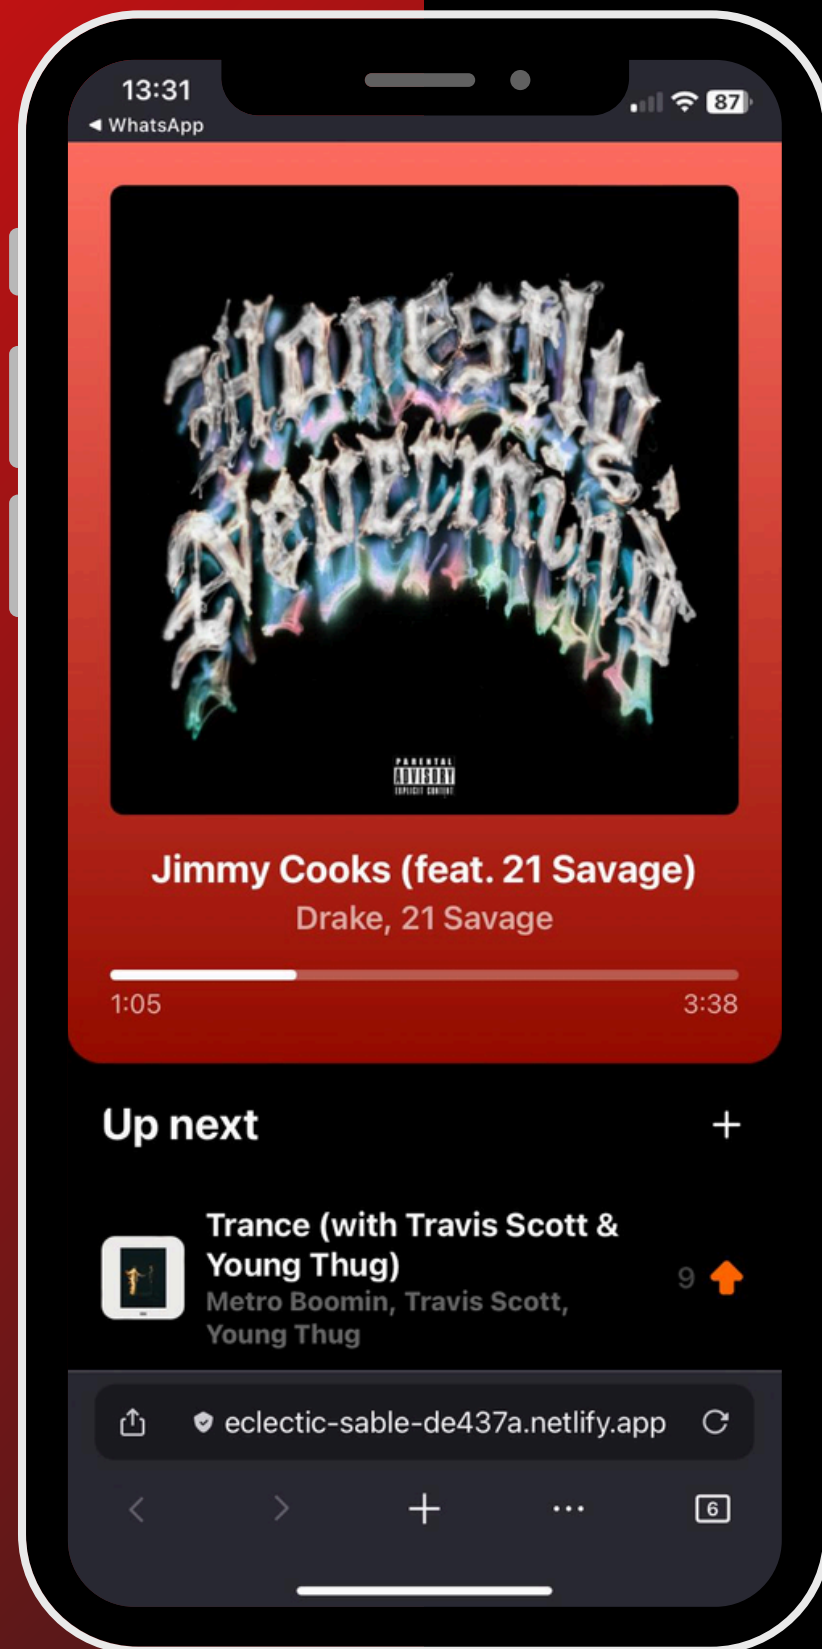 13:31
87
◀ WhatsApp
Honestly,
Nevermind
PARENTAL
ADVISORY
EXPLICIT CONTENT
Jimmy Cooks (feat. 21 Savage)
Drake, 21 Savage
1:05
3:38
Up next
Trance (with Travis Scott &
Young Thug)
9
Metro Boomin, Travis Scott,
Young Thug
eclectic-sable-de437a.netlify.app
6